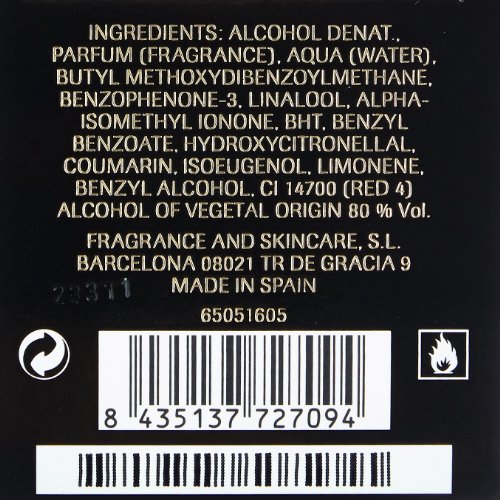 INGREDIENTS: ALCOHOL DENAT.,
PARFUM (FRAGRANCE), AQUA (WATER),
BUTYL METHOXYDIBENZOYLMETHANE,
BENZOPHENONE-3, LINALOOL, ALPHA-
ISOMETHYL IONONE, BHT, BENZYL
BENZOATE, HYDROXYCITRONELLAL,
COUMARIN, ISOEUGENOL, LIMONENE,
BENZYL ALCOHOL, CI 14700 (RED 4)
ALCOHOL OF VEGETAL ORIGIN 80 % Vol.
FRAGRANCE AND SKINCARE, S.L.
BARCELONA 08021 TR DE GRACIA 9
MADE IN SPAIN
65051605
8 435137 727094